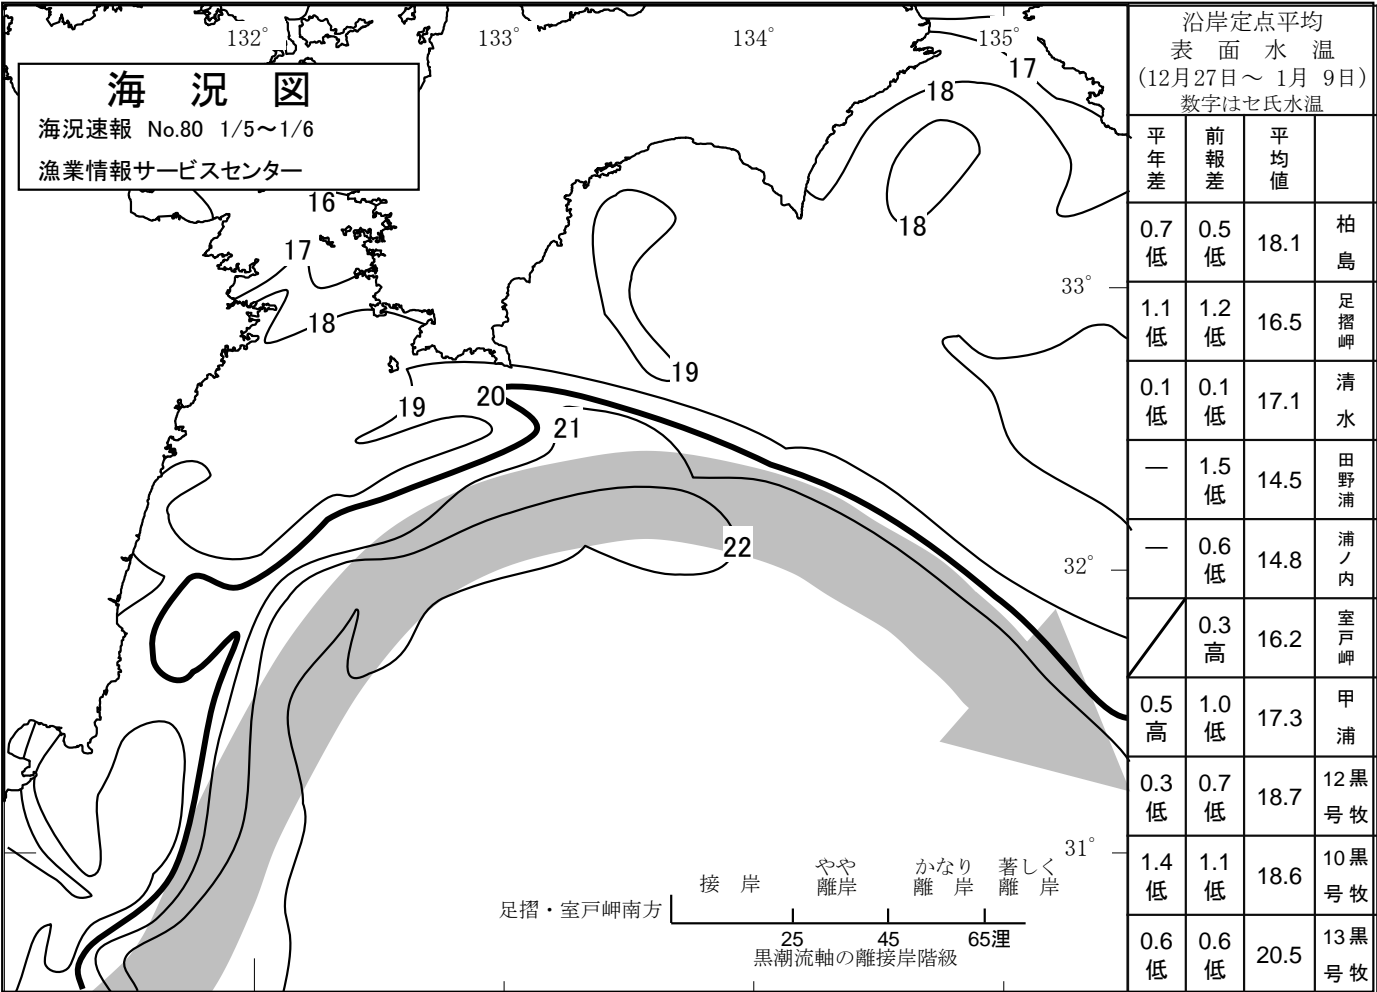 海 況 図
海況速報 No.80 1/5～1/6
漁業情報サービスセンター
132°
133°
134°
135°
17
18
18
16
17
18
33°
19
19
20
21
22
32°
31°
接 岸
やや
離岸
かなり
離 岸
著しく
離 岸
足摺・室戸岬南方
25
45
65浬
黒潮流軸の離接岸階級
沿岸定点平均
表 面 水 温
(12月27日～ 1月 9日)
数字はセ氏水温
平年差 前報差 平均値
0.7低 0.5低 18.1 柏島
1.1低 1.2低 16.5 足摺岬
0.1低 0.1低 17.1 清水
― 1.5低 14.5 田野浦
― 0.6低 14.8 浦ノ内
0.3高 16.2 室戸岬
0.5高 1.0低 17.3 甲浦
0.3低 0.7低 18.7 黒牧12号
1.4低 1.1低 18.6 黒牧10号
0.6低 0.6低 20.5 黒牧13号